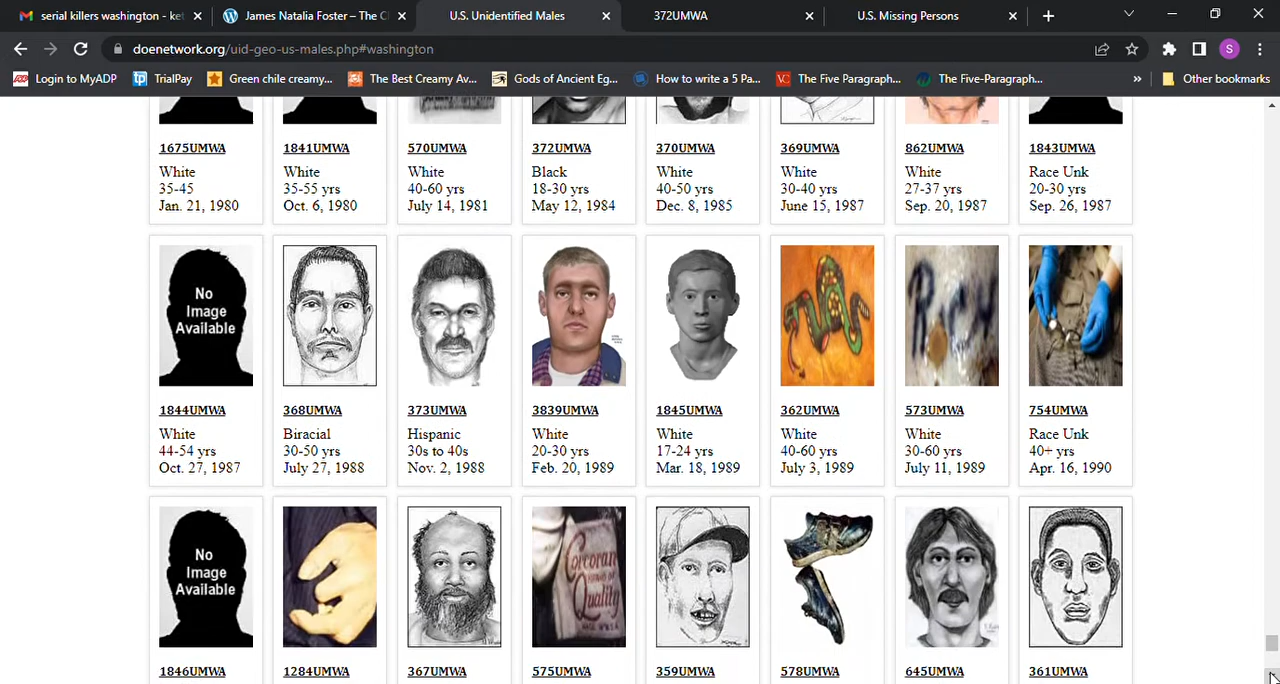 serial killers washington - ket
James Natalia Foster – The C
U.S. Unidentified Males
372UMWA
U.S. Missing Persons
doenetwork.org/uid-geo-us-males.php#washington
S
Login to MyADP
TrialPay
Green chile creamy...
The Best Creamy Av...
Gods of Ancient Eg...
How to write a 5 Pa...
The Five Paragraph...
The Five-Paragraph...
»
Other bookmarks
1675UMWA
White
35-45
Jan. 21, 1980
1841UMWA
White
35-55 yrs
Oct. 6, 1980
570UMWA
White
40-60 yrs
July 14, 1981
372UMWA
Black
18-30 yrs
May 12, 1984
370UMWA
White
40-50 yrs
Dec. 8, 1985
369UMWA
White
30-40 yrs
June 15, 1987
862UMWA
White
27-37 yrs
Sep. 20, 1987
1843UMWA
Race Unk
20-30 yrs
Sep. 26, 1987
No
Image
Available
1844UMWA
White
44-54 yrs
Oct. 27, 1987
368UMWA
Biracial
30-50 yrs
July 27, 1988
373UMWA
Hispanic
30s to 40s
Nov. 2, 1988
3839UMWA
White
20-30 yrs
Feb. 20, 1989
1845UMWA
White
17-24 yrs
Mar. 18, 1989
362UMWA
White
40-60 yrs
July 3, 1989
573UMWA
White
30-60 yrs
July 11, 1989
754UMWA
Race Unk
40+ yrs
Apr. 16, 1990
No
Image
Available
1846UMWA
1284UMWA
367UMWA
Corcoran
Quality
575UMWA
359UMWA
578UMWA
645UMWA
361UMWA